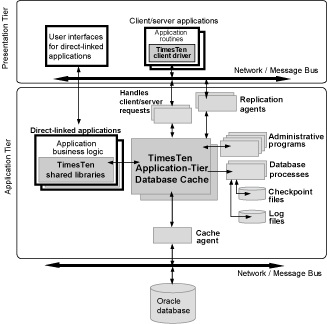 Presentation Tier
User interfaces
for direct-linked
applications
Client/server applications
Application
routines
TimesTen
client driver
Network / Message Bus
Application Tier
Handles
client/server
requests
Replication
agents
Direct-linked applications
Application
business logic
TimesTen
shared libraries
TimesTen
Application-Tier
Database Cache
Administrative
programs
Database
processes
Checkpoint
files
Log
files
Cache
agent
Network / Message Bus
Oracle
database